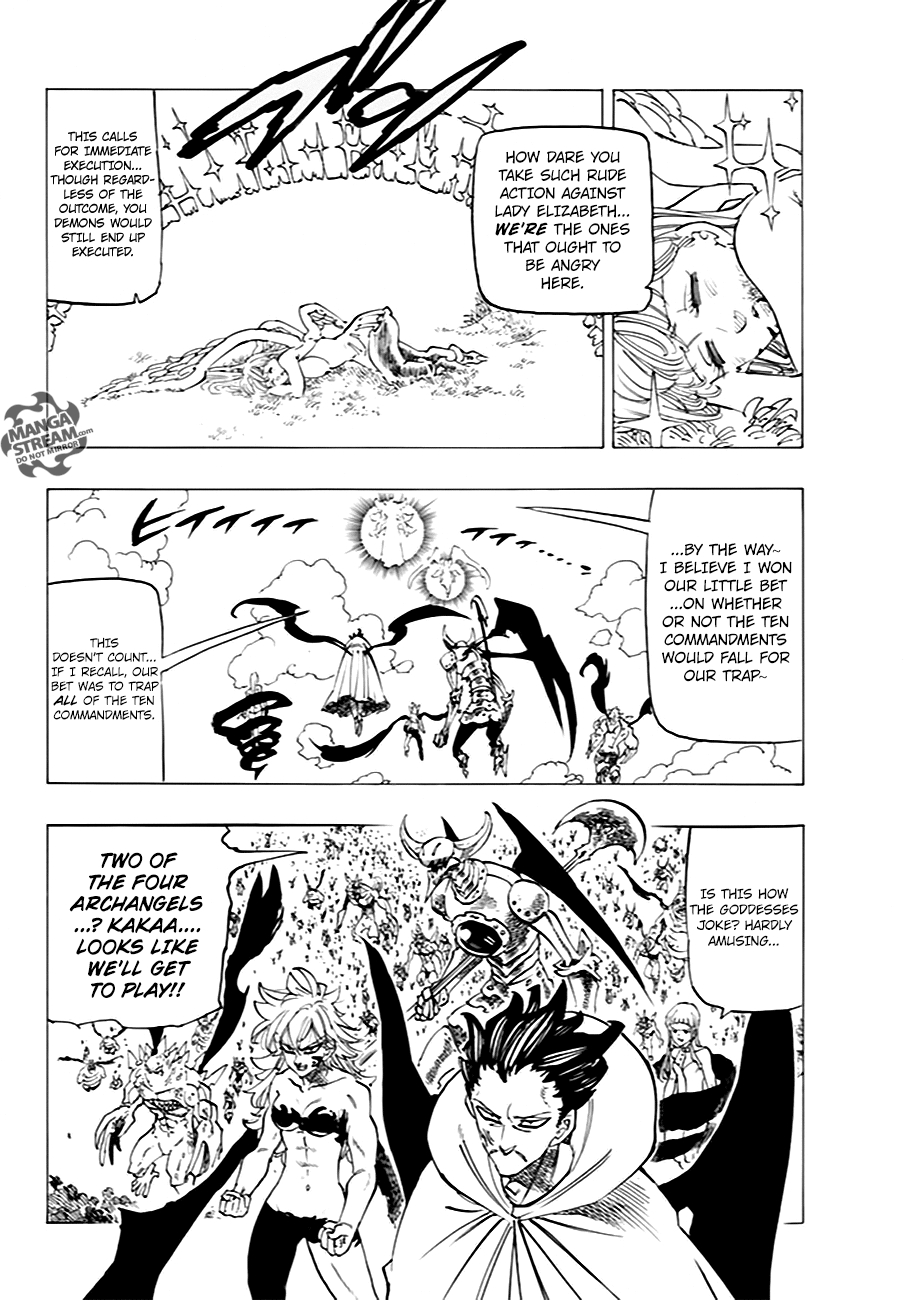 HOW DARE YOU
TAKE SUCH RUDE
ACTION AGAINST
LADY ELIZABETH...
WE'RE THE ONES
THAT OUGHT TO
BE ANGRY
HERE.
THIS CALLS
FOR IMMEDIATE
EXECUTION...
THOUGH REGARD-
LESS OF THE
OUTCOME, YOU
DEMONS WOULD
STILL END UP
EXECUTED.
MANGA
STREAM.com
DO NOT MIRROR
...BY THE WAY~
I BELIEVE I WON
OUR LITTLE BET
...ON WHETHER
OR NOT THE TEN
COMMANDMENTS
WOULD FALL FOR
OUR TRAP~
ヒイイイイ
THIS
DOESN'T COUNT...
IF I RECALL, OUR
BET WAS TO TRAP
ALL OF THE TEN
COMMANDMENTS.
IS THIS HOW
THE GODDESSES
JOKE? HARDLY
AMUSING...
TWO OF
THE FOUR
ARCHANGELS
...? KAKAA....
LOOKS LIKE
WE'LL GET
TO PLAY!!